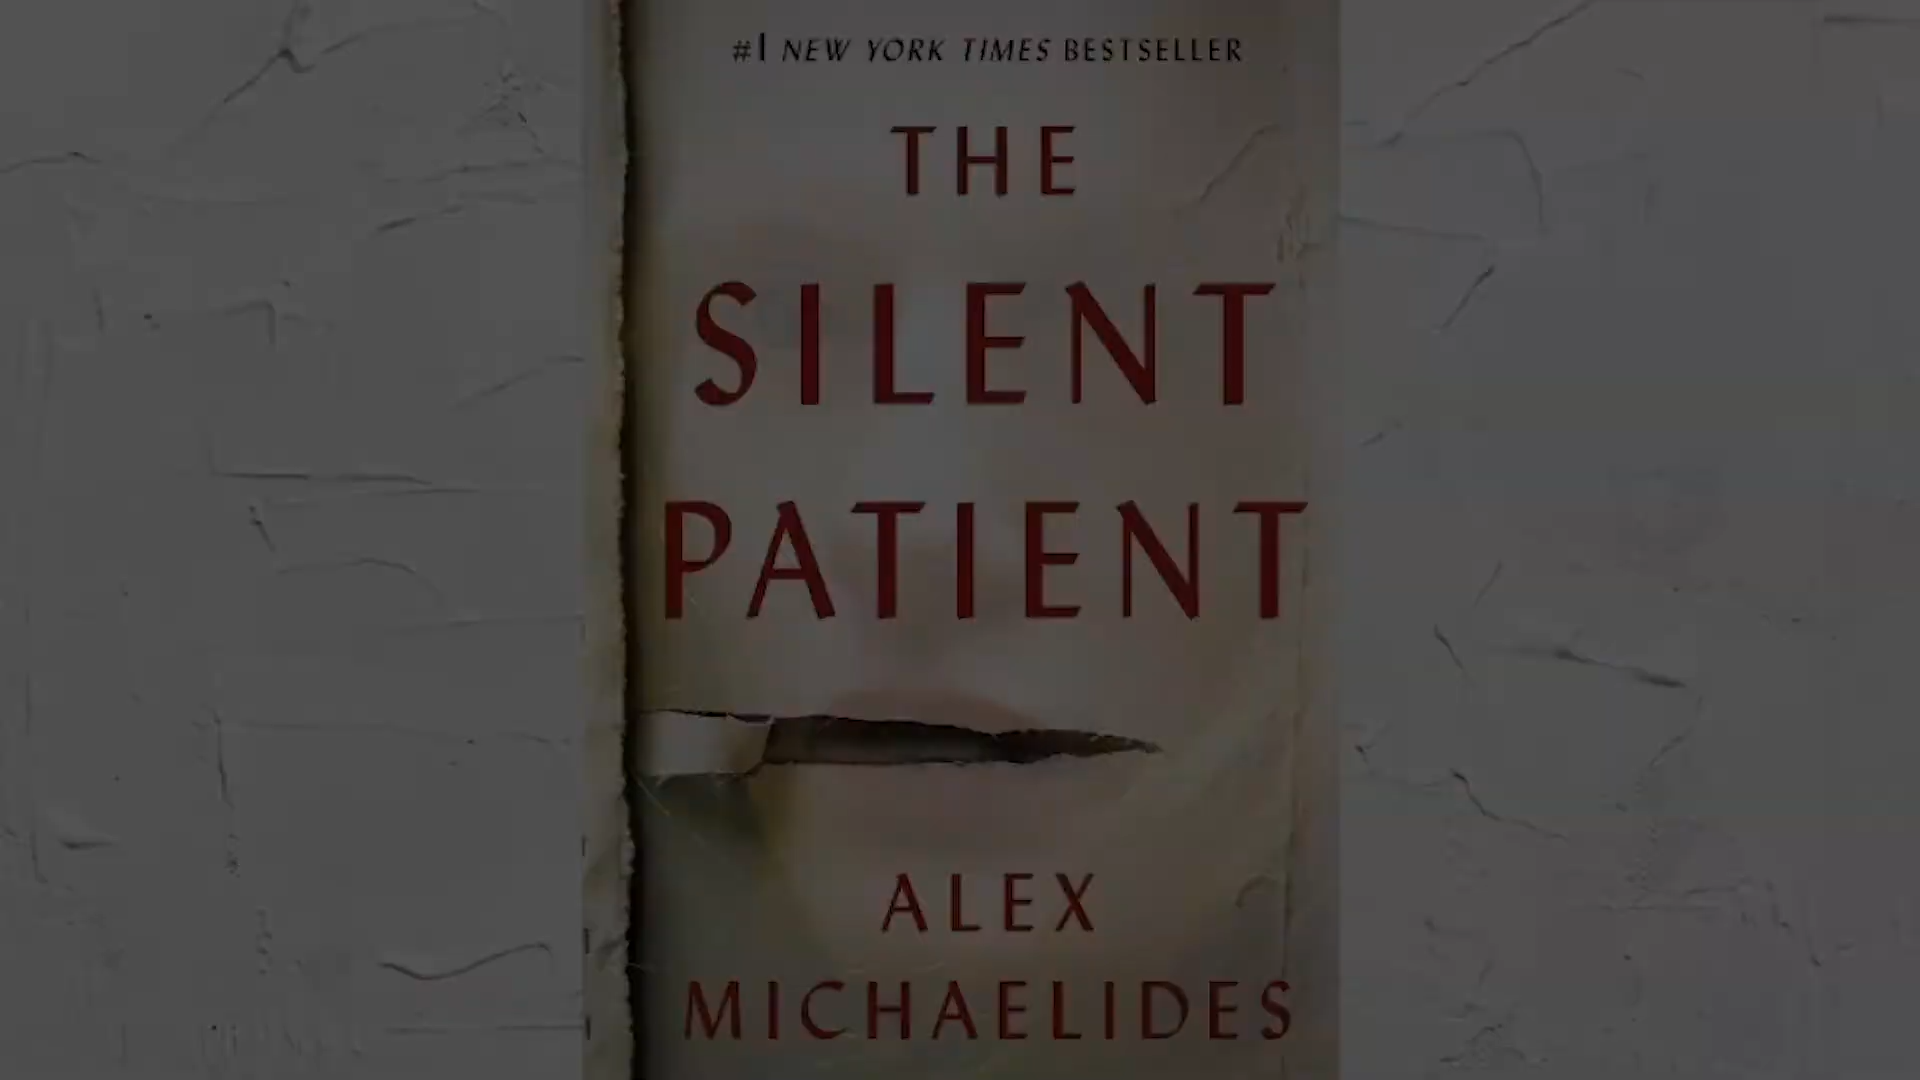 #1 NEW YORK TIMES BESTSELLER
THE
SILENT
PATIENT
ALEX
MICHAELIDES